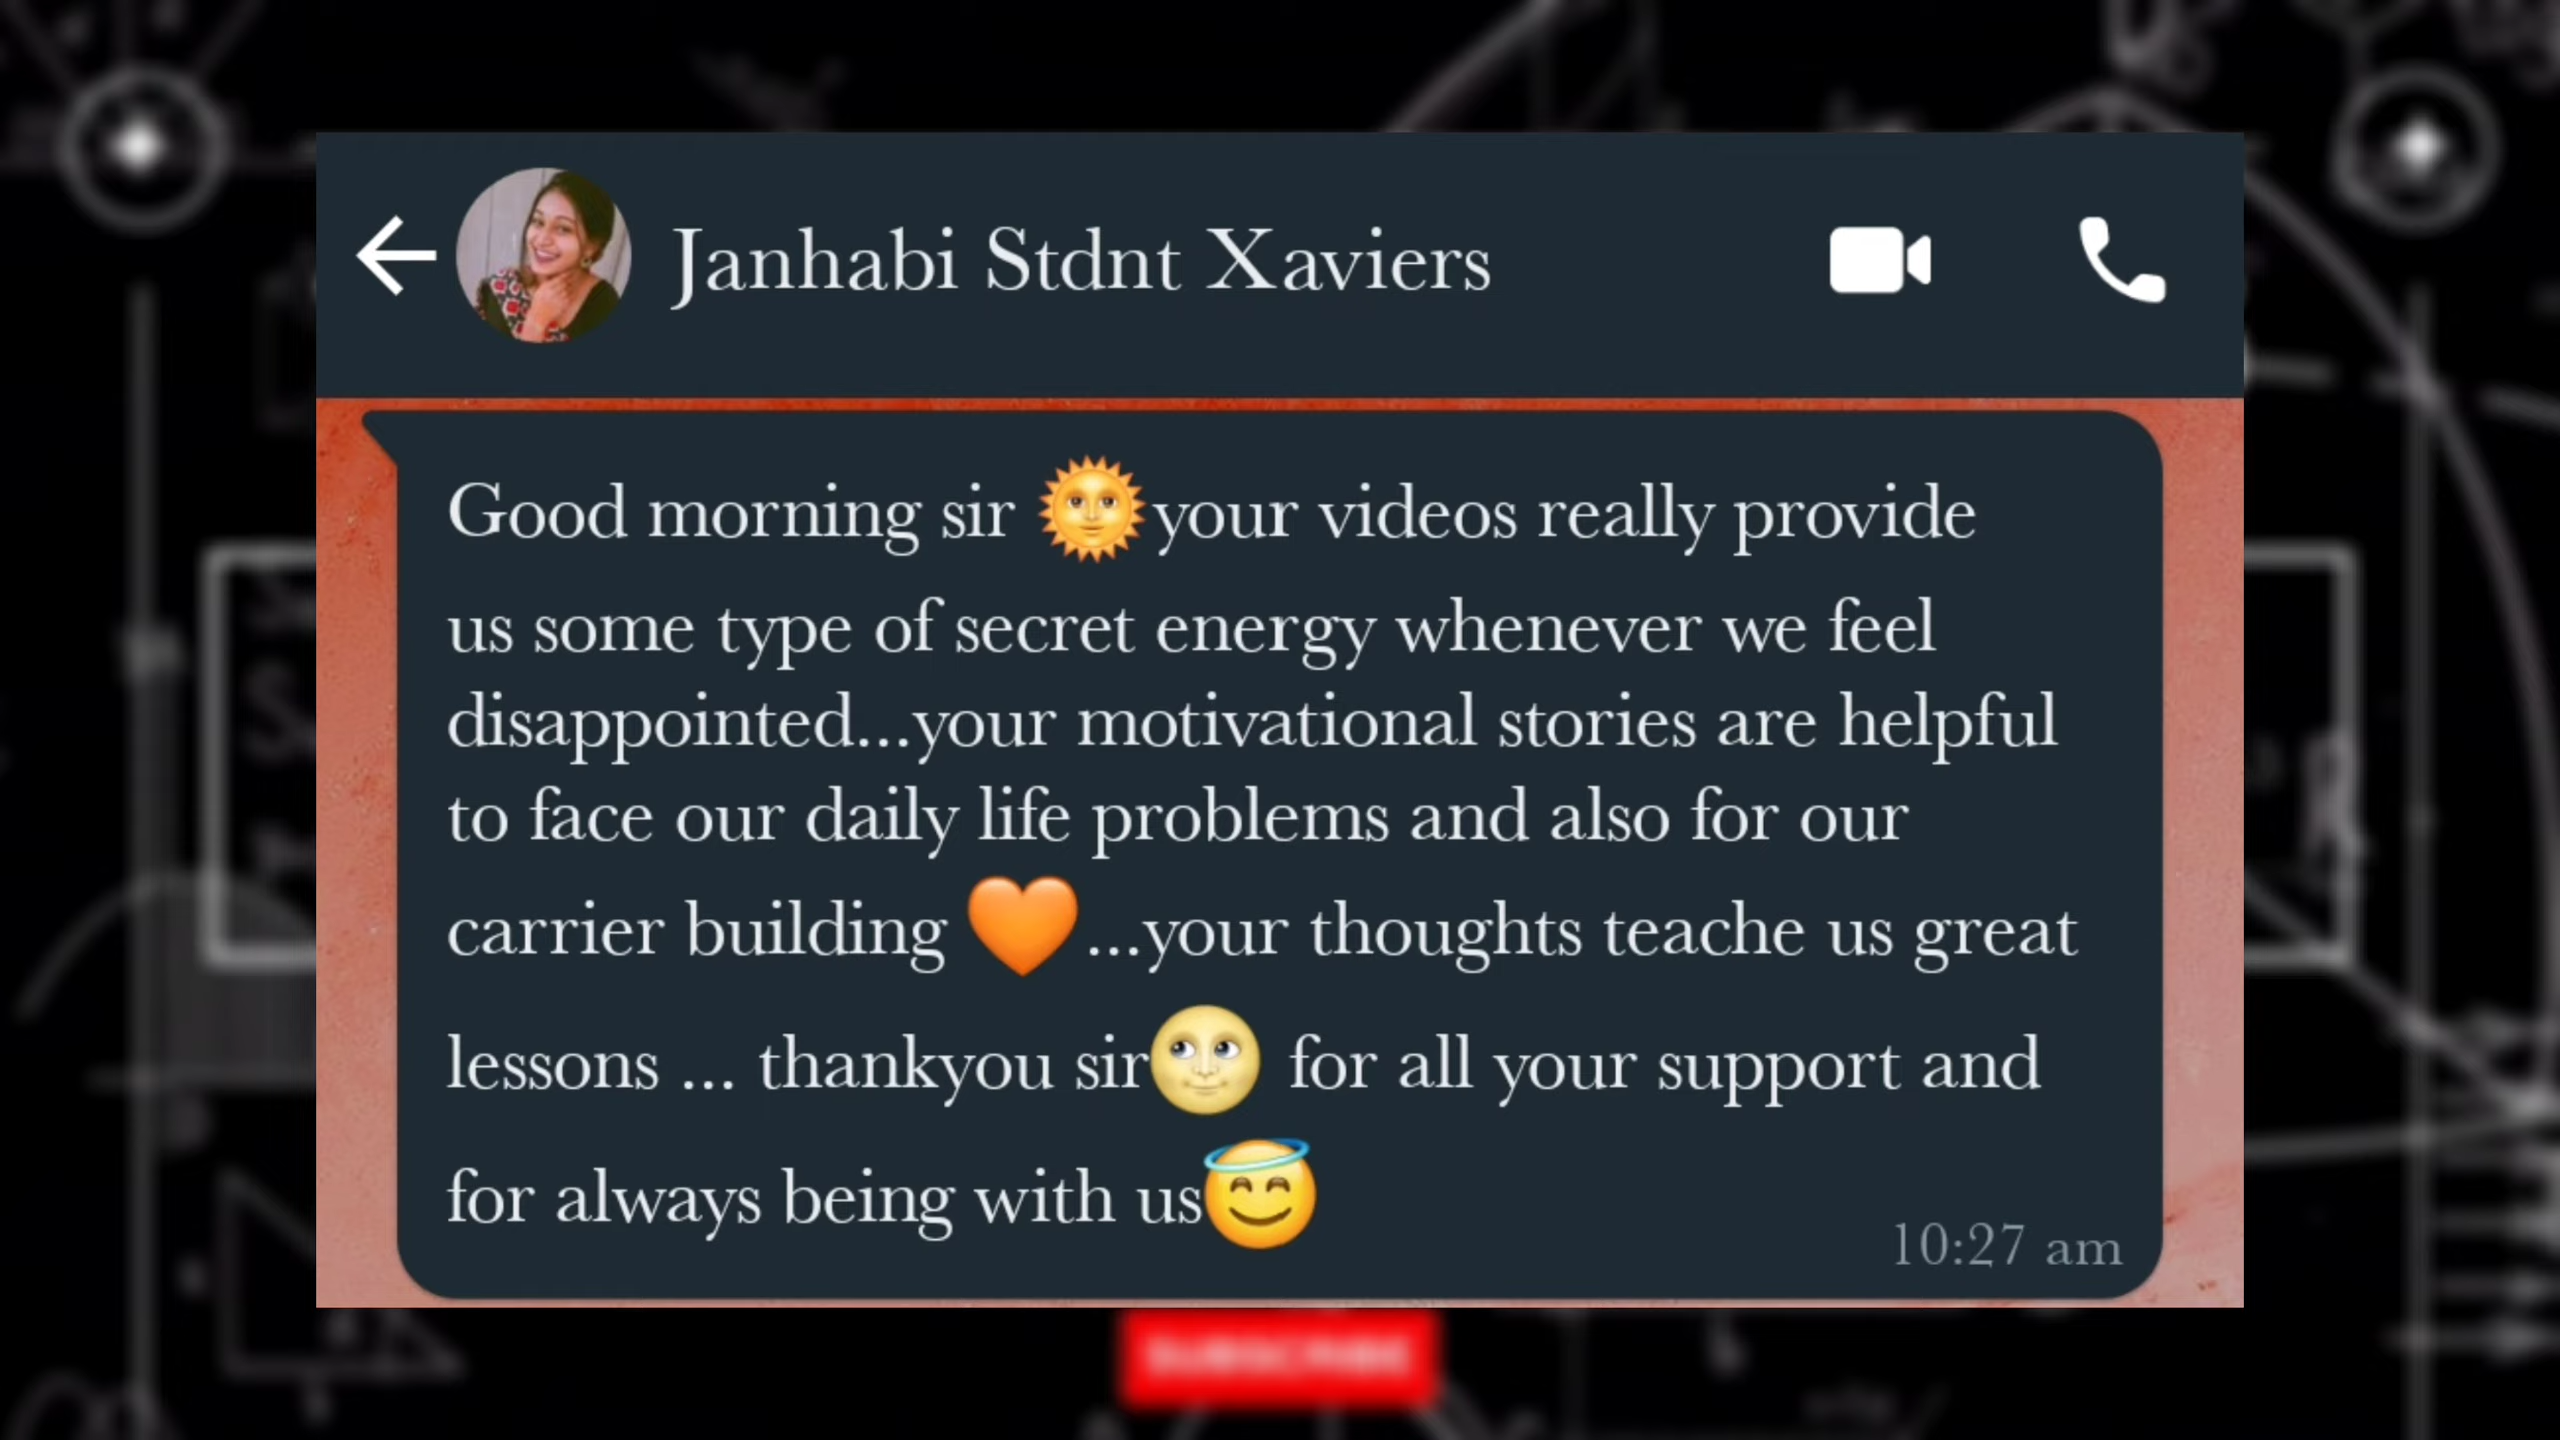 Janhabi Stdnt Xaviers
Good morning sir 🌞your videos really provide
us some type of secret energy whenever we feel
disappointed...your motivational stories are helpful
to face our daily life problems and also for our
carrier building 🧡...your thoughts teache us great
lessons ... thankyou sir🌝 for all your support and
for always being with us😇
10:27 am
SUBSCRIBE